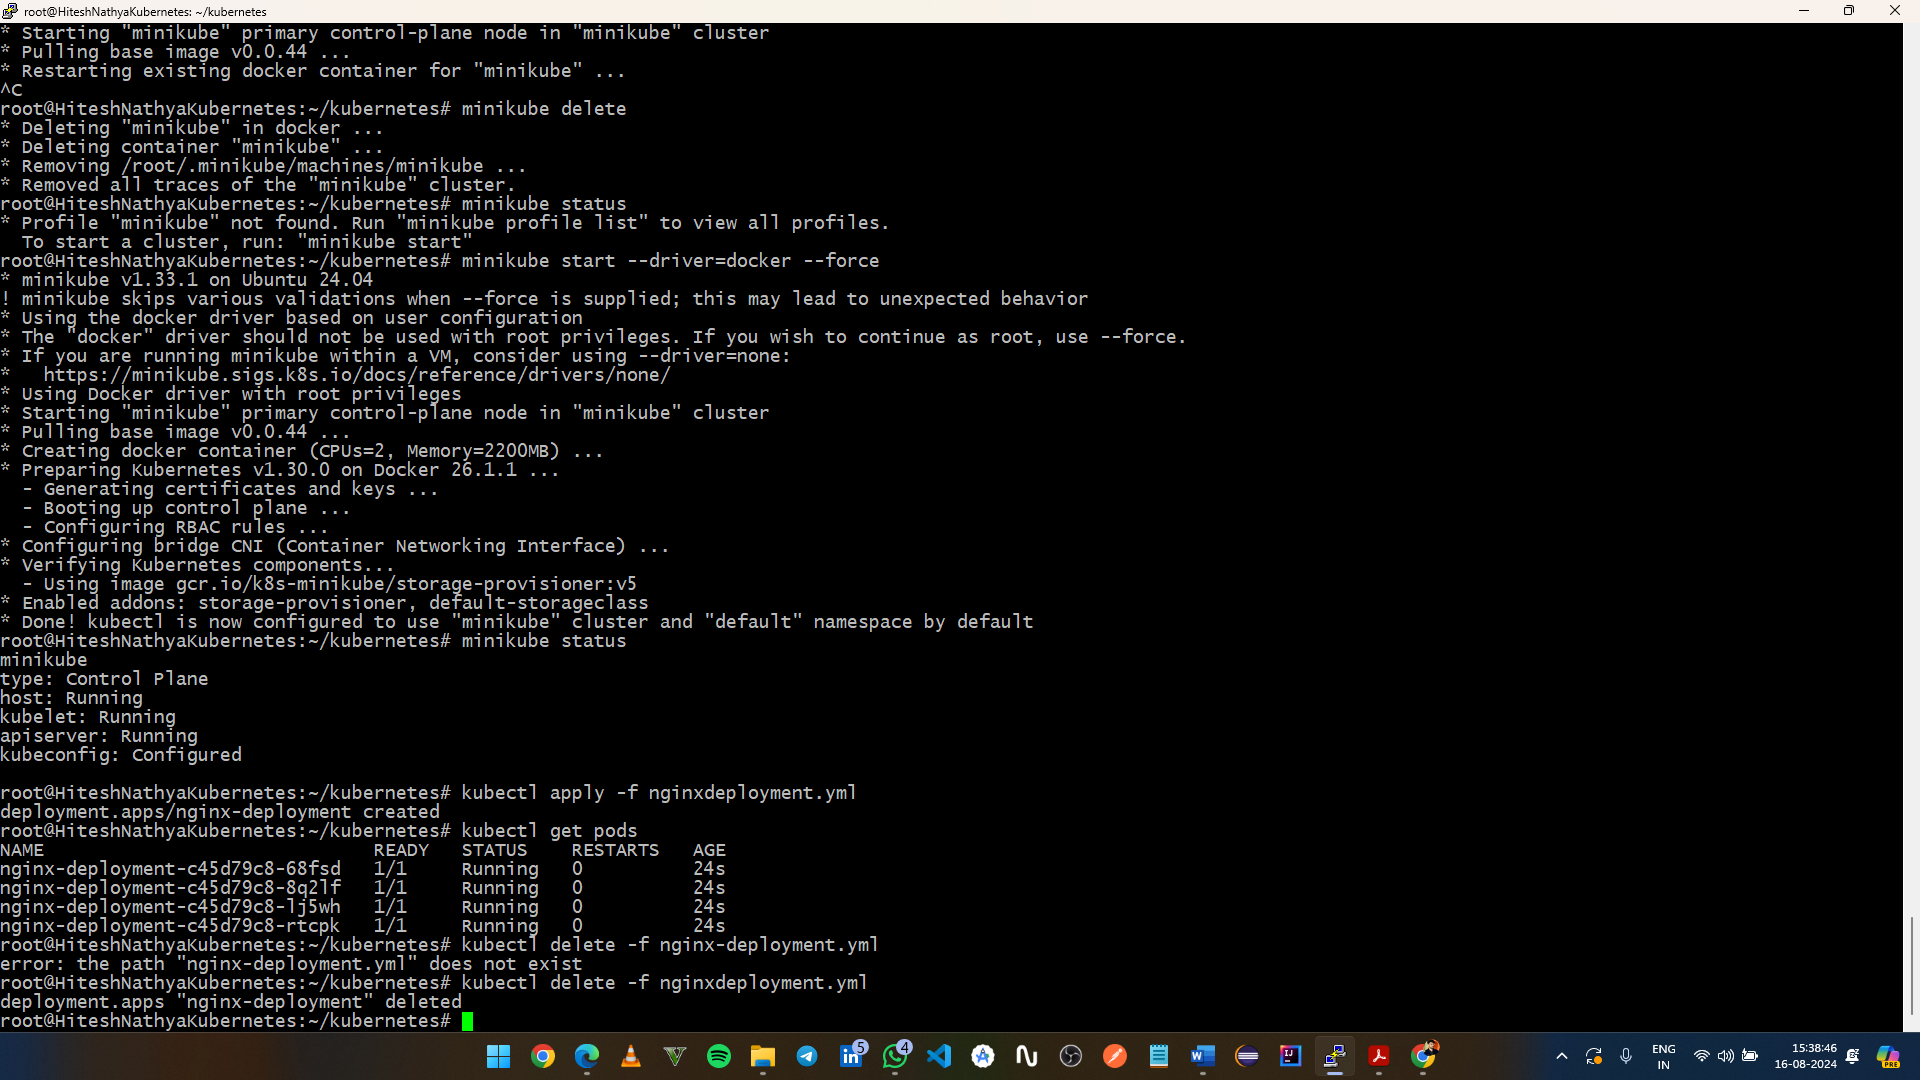 root@HiteshNathyaKubernetes: ~/kubernetes
* Starting "minikube" primary control-plane node in "minikube" cluster
* Pulling base image v0.0.44 ...
* Restarting existing docker container for "minikube" ...
^C
root@HiteshNathyaKubernetes:~/kubernetes# minikube delete
* Deleting "minikube" in docker ...
* Deleting container "minikube" ...
* Removing /root/.minikube/machines/minikube ...
* Removed all traces of the "minikube" cluster.
root@HiteshNathyaKubernetes:~/kubernetes# minikube status
* Profile "minikube" not found. Run "minikube profile list" to view all profiles.
  To start a cluster, run: "minikube start"
root@HiteshNathyaKubernetes:~/kubernetes# minikube start --driver=docker --force
* minikube v1.33.1 on Ubuntu 24.04
! minikube skips various validations when --force is supplied; this may lead to unexpected behavior
* Using the docker driver based on user configuration
* The "docker" driver should not be used with root privileges. If you wish to continue as root, use --force.
* If you are running minikube within a VM, consider using --driver=none:
*   https://minikube.sigs.k8s.io/docs/reference/drivers/none/
* Using Docker driver with root privileges
* Starting "minikube" primary control-plane node in "minikube" cluster
* Pulling base image v0.0.44 ...
* Creating docker container (CPUs=2, Memory=2200MB) ...
* Preparing Kubernetes v1.30.0 on Docker 26.1.1 ...
  - Generating certificates and keys ...
  - Booting up control plane ...
  - Configuring RBAC rules ...
* Configuring bridge CNI (Container Networking Interface) ...
* Verifying Kubernetes components...
  - Using image gcr.io/k8s-minikube/storage-provisioner:v5
* Enabled addons: storage-provisioner, default-storageclass
* Done! kubectl is now configured to use "minikube" cluster and "default" namespace by default
root@HiteshNathyaKubernetes:~/kubernetes# minikube status
minikube
type: Control Plane
host: Running
kubelet: Running
apiserver: Running
kubeconfig: Configured
root@HiteshNathyaKubernetes:~/kubernetes# kubectl apply -f nginxdeployment.yml
deployment.apps/nginx-deployment created
root@HiteshNathyaKubernetes:~/kubernetes# kubectl get pods
NAME                              READY   STATUS    RESTARTS   AGE
nginx-deployment-c45d79c8-68fsd   1/1     Running   0          24s
nginx-deployment-c45d79c8-8q2lf   1/1     Running   0          24s
nginx-deployment-c45d79c8-lj5wh   1/1     Running   0          24s
nginx-deployment-c45d79c8-rtcpk   1/1     Running   0          24s
root@HiteshNathyaKubernetes:~/kubernetes# kubectl delete -f nginx-deployment.yml
error: the path "nginx-deployment.yml" does not exist
root@HiteshNathyaKubernetes:~/kubernetes# kubectl delete -f nginxdeployment.yml
deployment.apps "nginx-deployment" deleted
root@HiteshNathyaKubernetes:~/kubernetes#
5
4
ENG
IN
15:38:46
16-08-2024
PRE